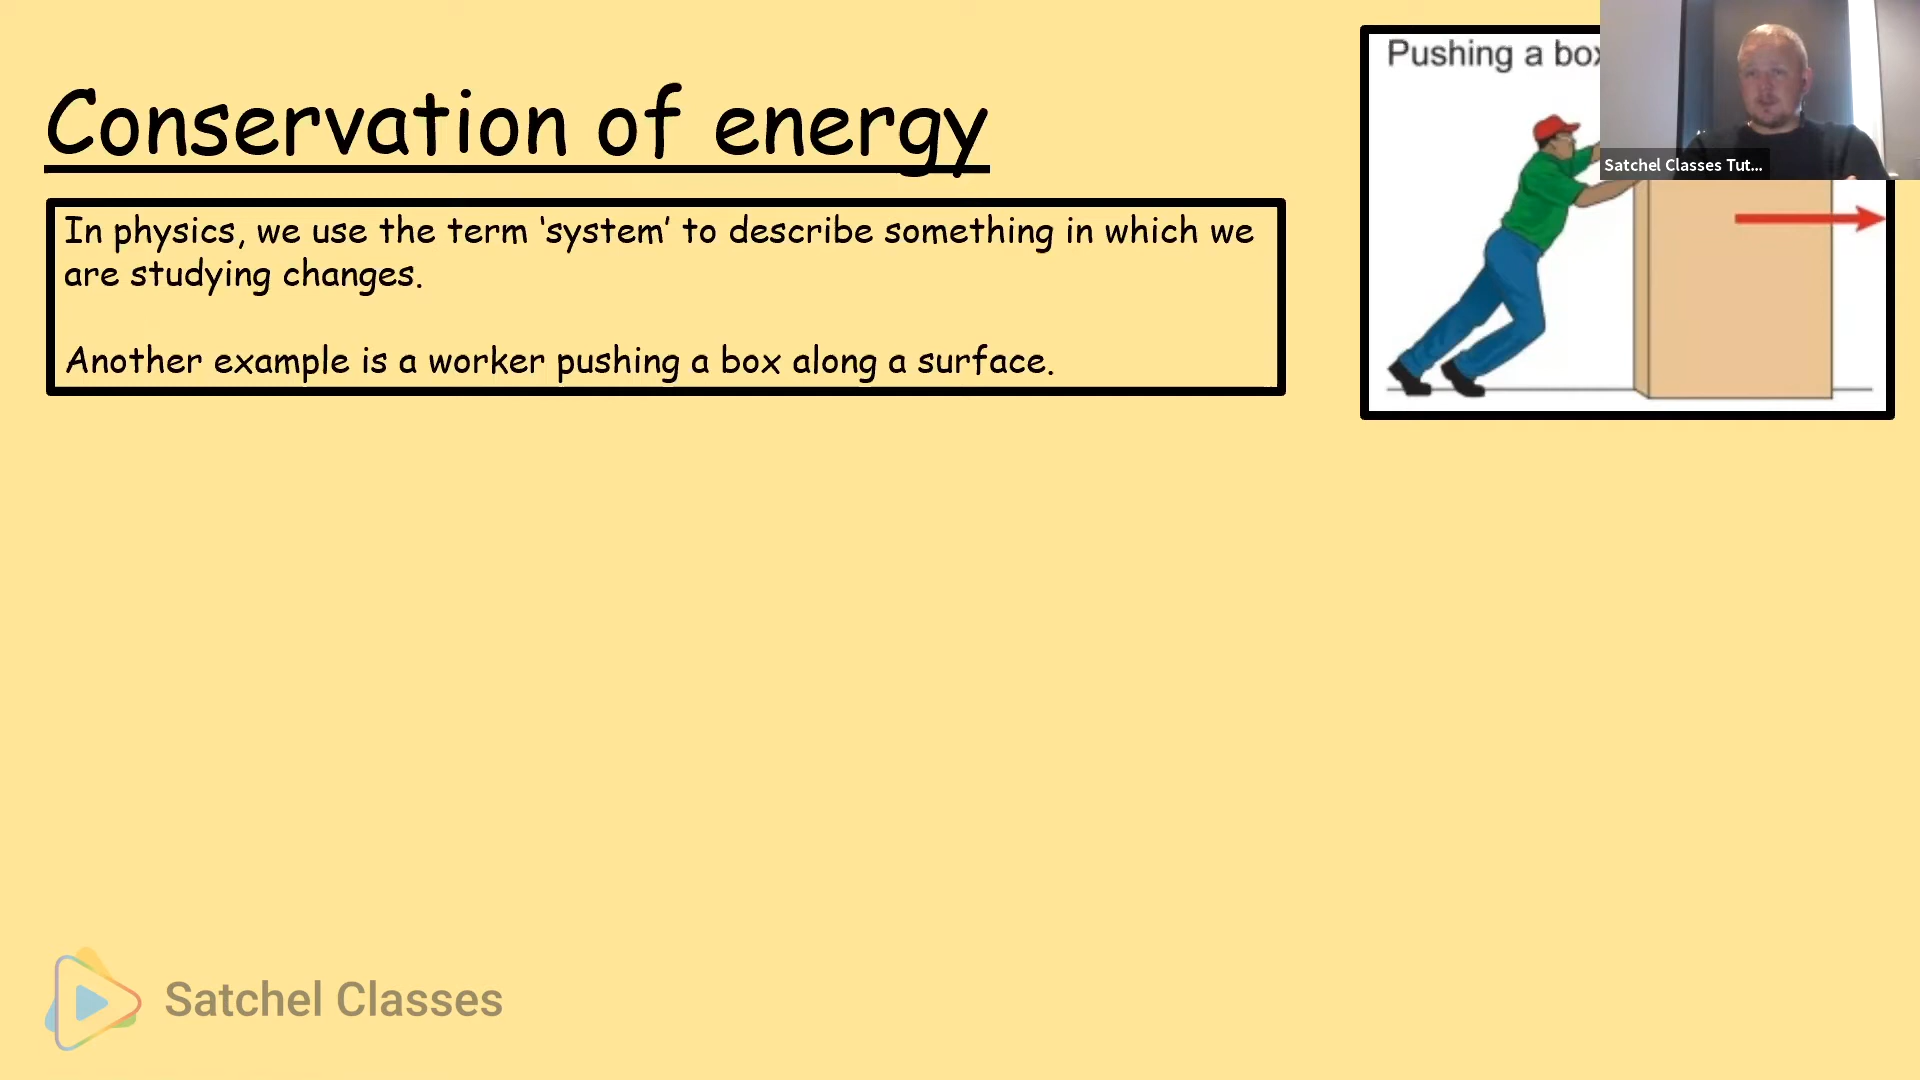 Conservation of energy
In physics, we use the term ‘system’ to describe something in which we
are studying changes.
Another example is a worker pushing a box along a surface.
Pushing a box
Satchel Classes Tut...
Satchel Classes